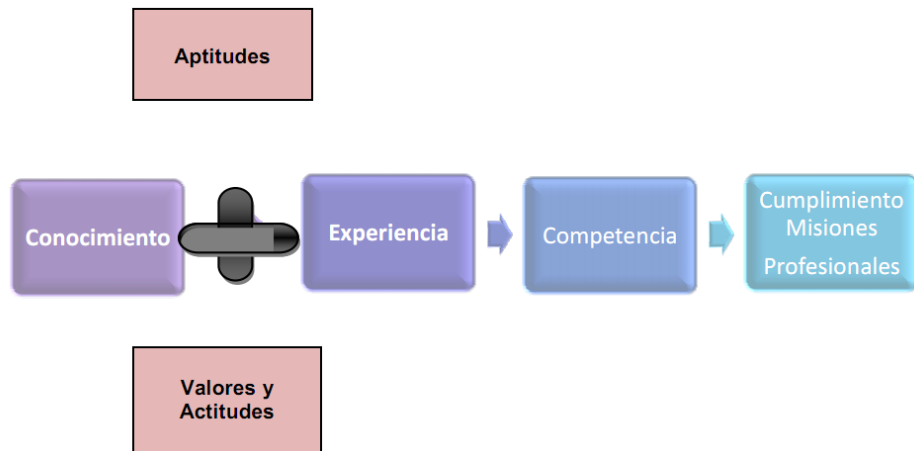 Aptitudes
Conocimiento
Experiencia
Competencia
Cumplimiento
Misiones
Profesionales
Valores y
Actitudes